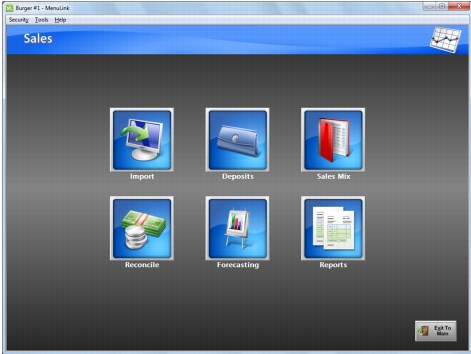 Burger #1 - MenuLink
Security Tools Help
Sales
Import Deposits Sales Mix
Reconcile Forecasting Reports
Exit To
Main